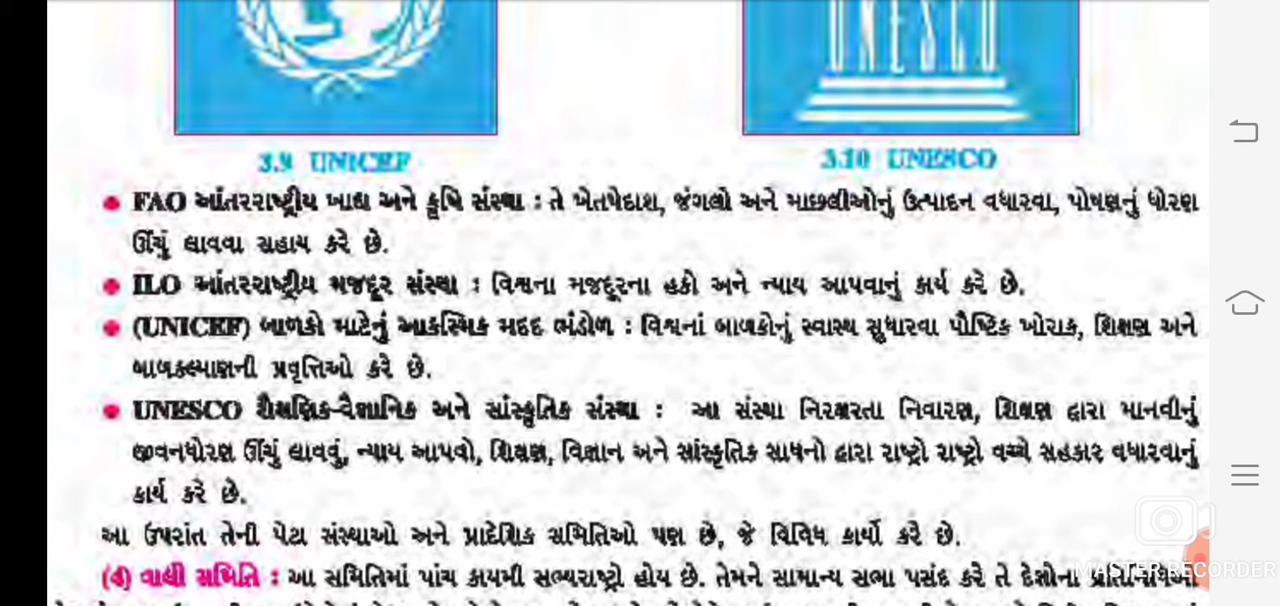 UNESCO
3.9 UNICEF
3.10 UNESCO
● FAO આંતરરાષ્ટ્રીય ખાદ્ય અને કૃષિ સંસ્થા : તે ખેતપેદાશ, જંગલો અને માછલીઓનું ઉત્પાદન વધારવા, પોષણનું ધોરણ
ઊંચું લાવવા સહાય કરે છે.
● ILO આંતરરાષ્ટ્રીય મજદૂર સંસ્થા : વિશ્વના મજદૂરના હકો અને ન્યાય આપવાનું કાર્ય કરે છે.
● (UNICEF) બાળકો માટેનું આકસ્મિક મદદ ભંડોળ : વિશ્વનાં બાળકોનું સ્વાસ્થ સુધારવા પૌષ્ટિક ખોરાક, શિક્ષણ અને
બાળકલ્યાણની પ્રવૃત્તિઓ કરે છે.
● UNESCO શૈક્ષણિક-વૈજ્ઞાનિક અને સાંસ્કૃતિક સંસ્થા : આ સંસ્થા નિરક્ષરતા નિવારણ, શિક્ષણ દ્વારા માનવીનું
જીવનધોરણ ઊંચું લાવવું, ન્યાય આપવો, શિક્ષણ, વિજ્ઞાન અને સાંસ્કૃતિક સાધનો દ્વારા રાષ્ટ્રો રાષ્ટ્રો વચ્ચે સહકાર વધારવાનું
કાર્ય કરે છે.
આ ઉપરાંત તેની પેટા સંસ્થાઓ અને પ્રાદેશિક સમિતિઓ પણ છે, જે વિવિધ કાર્યો કરે છે.
(4) વાલી સમિતિ : આ સમિતિમાં પાંચ કાયમી સભ્યરાષ્ટ્રો હોય છે. તેમને સામાન્ય સભા પસંદ કરે તે દેશોના
MASTER RECORDER